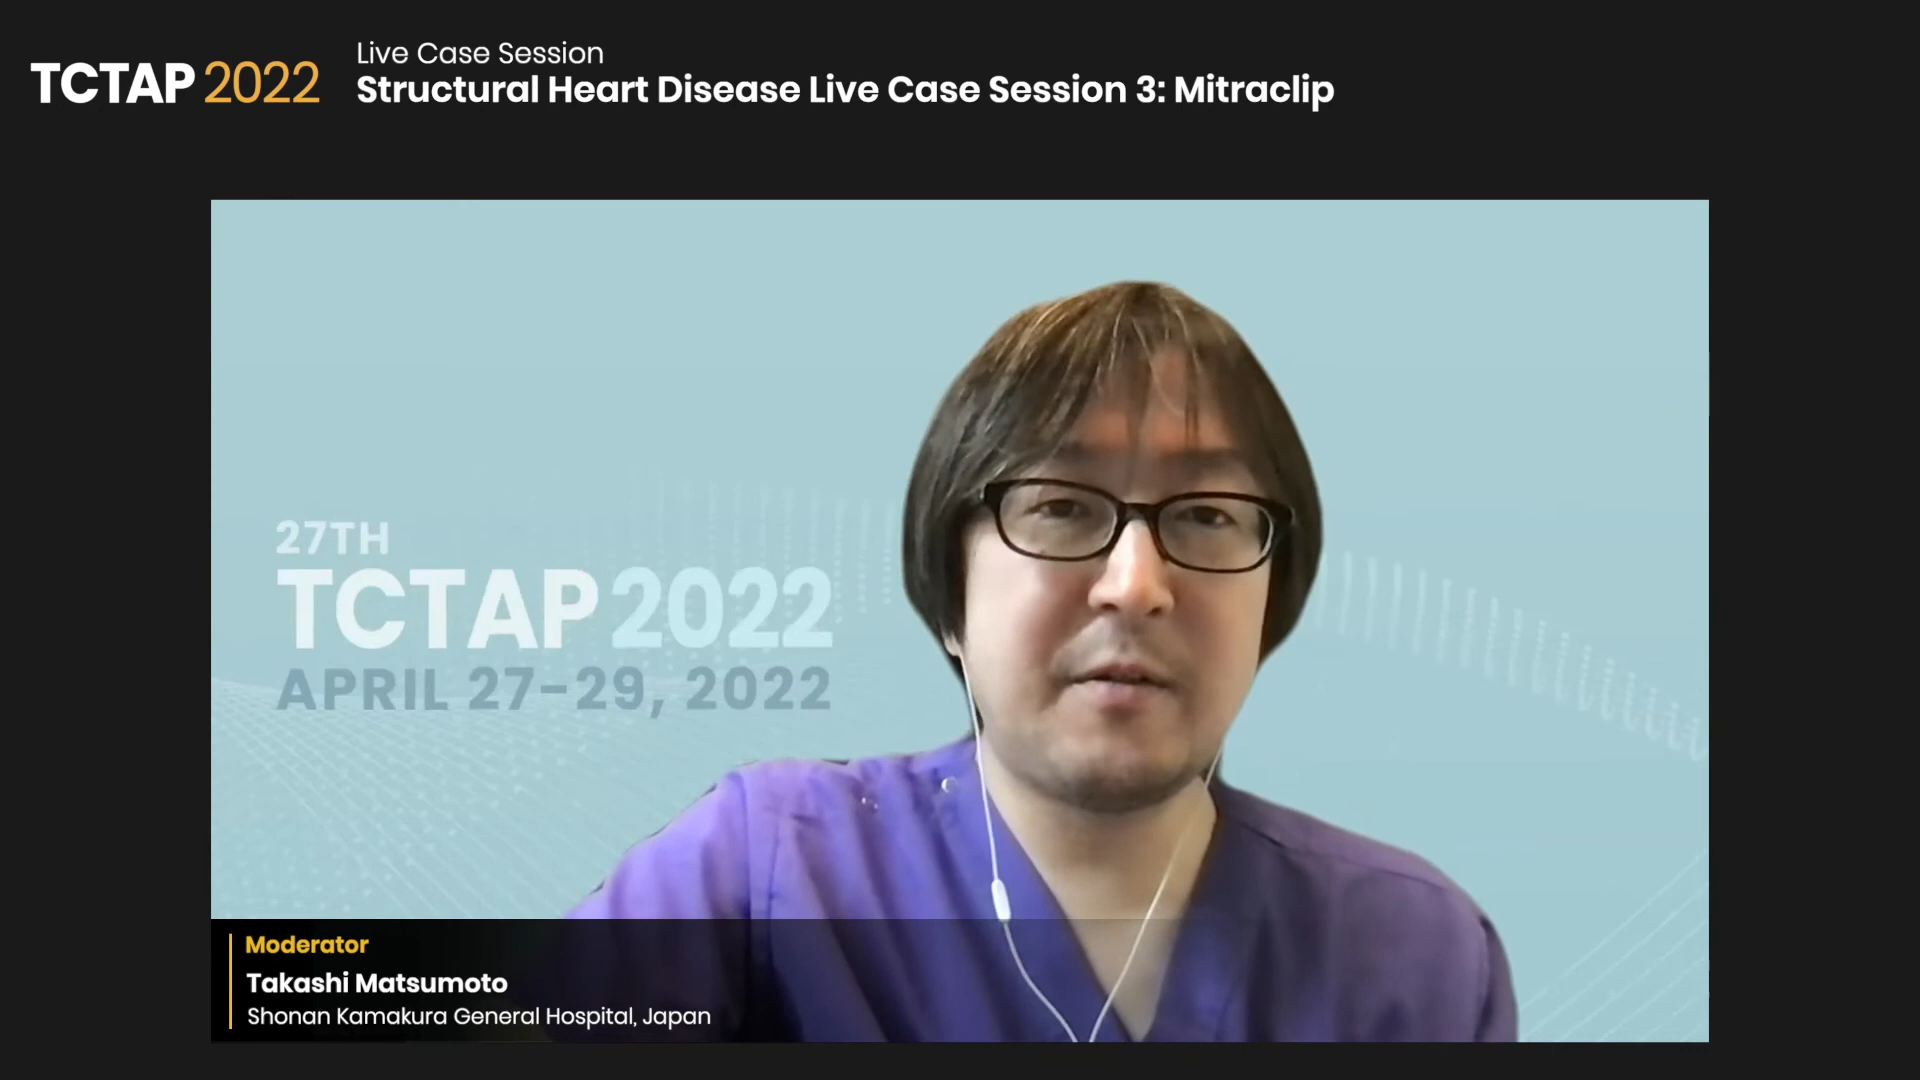 TCTAP 2022
Live Case Session
Structural Heart Disease Live Case Session 3: Mitraclip
27TH
TCTAP 2022
APRIL 27-29, 2022
Moderator
Takashi Matsumoto
Shonan Kamakura General Hospital, Japan